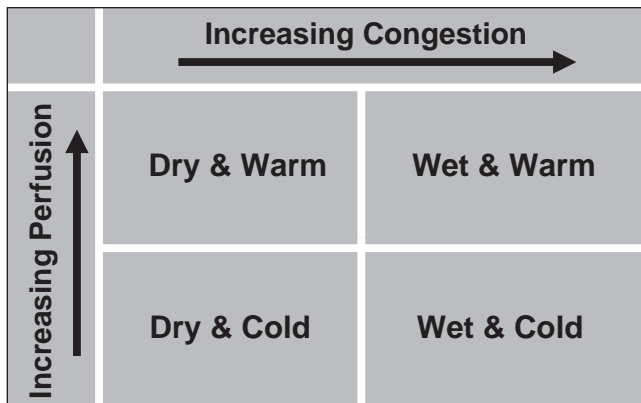 Increasing Congestion
Increasing Perfusion
Dry & Warm
Wet & Warm
Dry & Cold
Wet & Cold